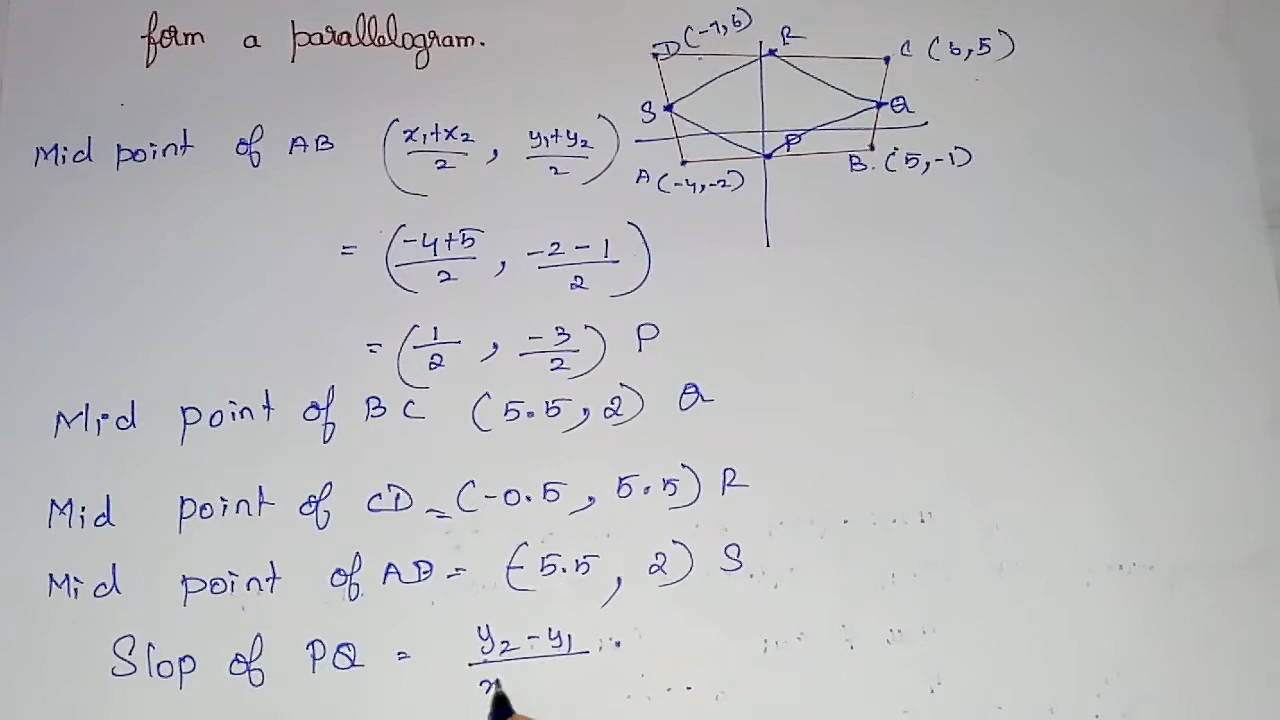 form a parallelogram.
D (-7,6) R C (6,5)
S Q
Mid point of AB (x₁+x₂/2 , y₁+y₂/2)
P
A (-4,-2) B. (5,-1)
= (-4+5/2 , -2-1/2)
= (1/2 , -3/2) P
Mid point of BC (5.5,2) Q
Mid point of CD = (-0.5 , 5.5) R
Mid point of AD = (-5.5 , 2) S
Slop of PQ = y₂-y₁